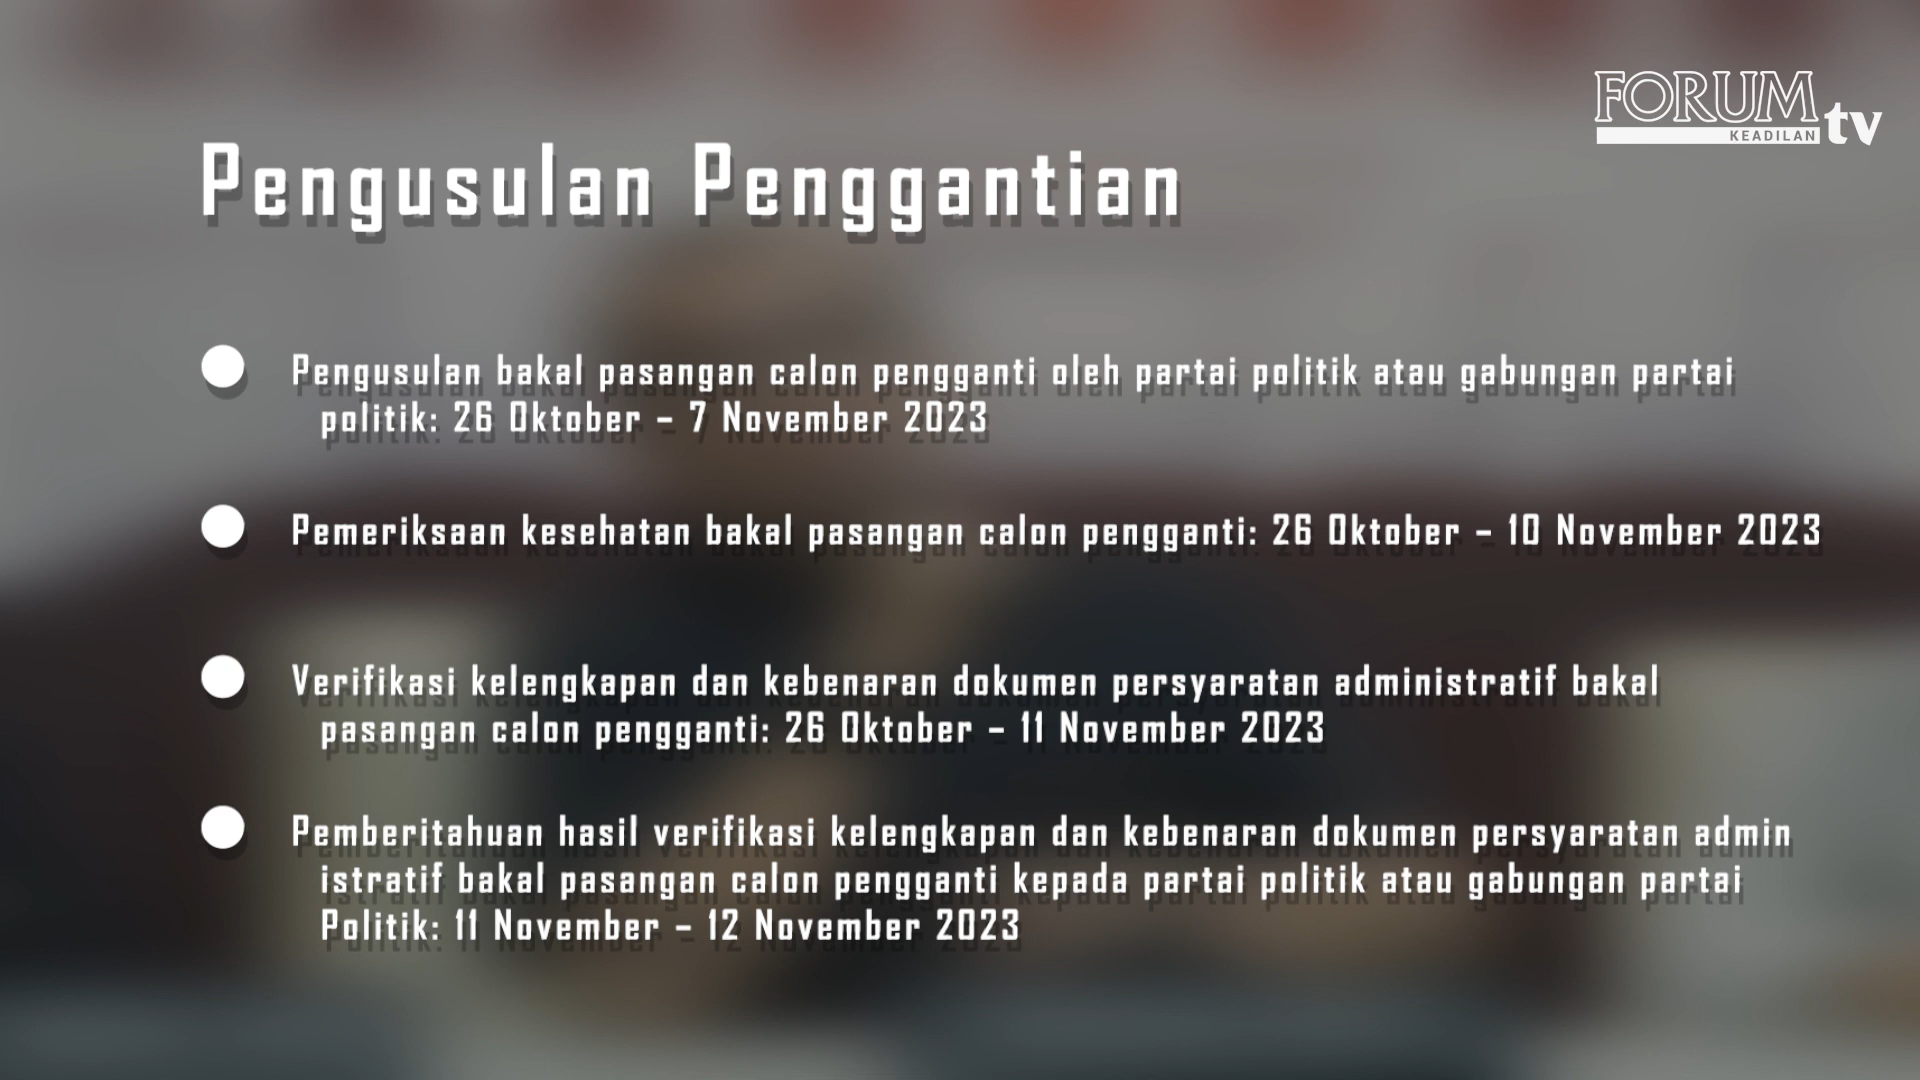 FORUM
KEADILAN tv
Pengusulan Penggantian
Pengusulan bakal pasangan calon pengganti oleh partai politik atau gabungan partai
politik: 26 Oktober – 7 November 2023
Pemeriksaan kesehatan bakal pasangan calon pengganti: 26 Oktober – 10 November 2023
Verifikasi kelengkapan dan kebenaran dokumen persyaratan administratif bakal
pasangan calon pengganti: 26 Oktober – 11 November 2023
Pemberitahuan hasil verifikasi kelengkapan dan kebenaran dokumen persyaratan admin
istratif bakal pasangan calon pengganti kepada partai politik atau gabungan partai
Politik: 11 November – 12 November 2023